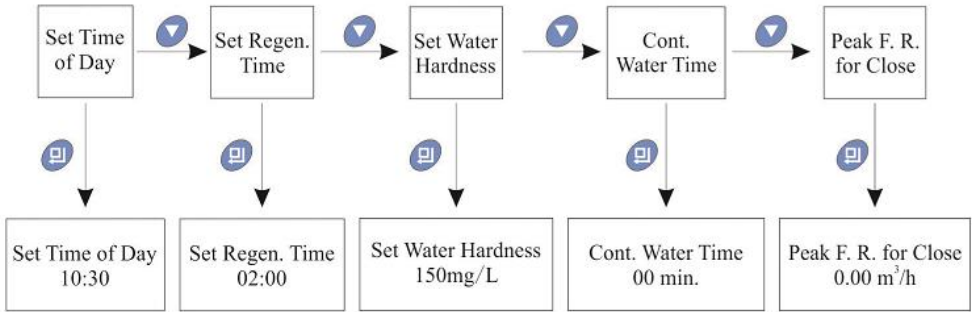 Set Time
of Day
Set Regen.
Time
Set Water
Hardness
Cont.
Water Time
Peak F. R.
for Close
Set Time of Day
10:30
Set Regen. Time
02:00
Set Water Hardness
150mg/L
Cont. Water Time
00 min.
Peak F. R. for Close
0.00 m³/h